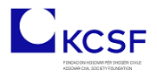 KCSF
FONDACIONI KOSOVAR PËR SHOQËRI CIVILE
KOSOVAR CIVIL SOCIETY FOUNDATION